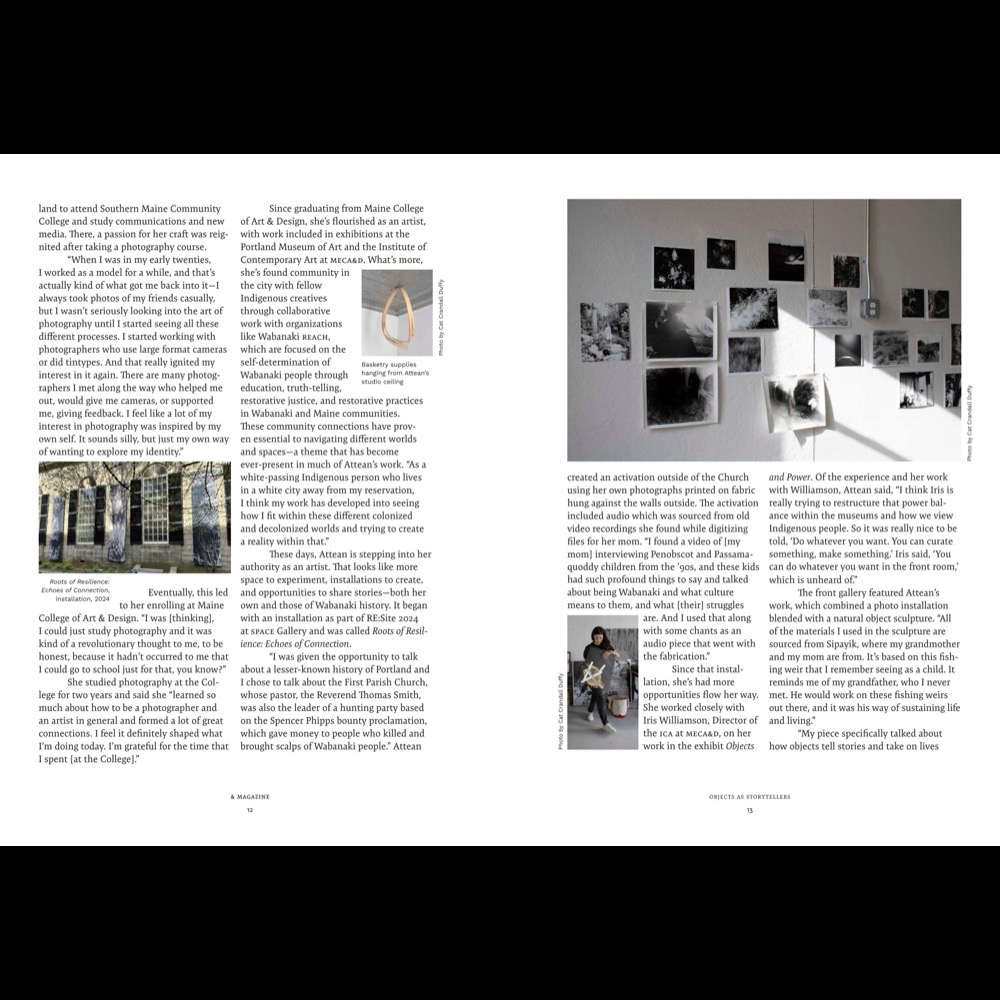 land to attend Southern Maine Community
College and study communications and new
media. There, a passion for her craft was reig-
nited after taking a photography course.
“When I was in my early twenties,
I worked as a model for a while, and that’s
actually kind of what got me back into it—I
always took photos of my friends casually,
but I wasn’t seriously looking into the art of
photography until I started seeing all these
different processes. I started working with
photographers who use large format cameras
or did tintypes. And that really ignited my
interest in it again. There are many photog-
raphers I met along the way who helped me
out, would give me cameras, or supported
me, giving feedback. I feel like a lot of my
interest in photography was inspired by my
own self. It sounds silly, but just my own way
of wanting to explore my identity.”
Roots of Resilience:
Echoes of Connection,
installation, 2024
Eventually, this led
to her enrolling at Maine
College of Art & Design. “I was [thinking],
I could just study photography and it was
kind of a revolutionary thought to me, to be
honest, because it hadn’t occurred to me that
I could go to school just for that, you know?”
She studied photography at the Col-
lege for two years and said she “learned so
much about how to be a photographer and
an artist in general and formed a lot of great
connections. I feel it definitely shaped what
I’m doing today. I’m grateful for the time that
I spent [at the College].”
Since graduating from Maine College
of Art & Design, she’s flourished as an artist,
with work included in exhibitions at the
Portland Museum of Art and the Institute of
Contemporary Art at MECA&D. What’s more,
she’s found community in
the city with fellow
Indigenous creatives
through collaborative
work with organizations
like Wabanaki REACH,
which are focused on the
self-determination of
Wabanaki people through
education, truth-telling,
restorative justice, and restorative practices
in Wabanaki and Maine communities.
These community connections have prov-
en essential to navigating different worlds
and spaces—a theme that has become
ever-present in much of Attean’s work. “As a
white-passing Indigenous person who lives
in a white city away from my reservation,
I think my work has developed into seeing
how I fit within these different colonized
and decolonized worlds and trying to create
a reality within that.”
Photo by Cat Crandall Duffy
Basketry supplies
hanging from Attean’s
studio ceiling
These days, Attean is stepping into her
authority as an artist. That looks like more
space to experiment, installations to create,
and opportunities to share stories—both her
own and those of Wabanaki history. It began
with an installation as part of RE:Site 2024
at SPACE Gallery and was called Roots of Resil-
ience: Echoes of Connection.
“I was given the opportunity to talk
about a lesser-known history of Portland and
I chose to talk about the First Parish Church,
whose pastor, the Reverend Thomas Smith,
was also the leader of a hunting party based
on the Spencer Phipps bounty proclamation,
which gave money to people who killed and
brought scalps of Wabanaki people.” Attean
& MAGAZINE
12
Photo by Cat Crandall Duffy
created an activation outside of the Church
using her own photographs printed on fabric
hung against the walls outside. The activation
included audio which was sourced from old
video recordings she found while digitizing
files for her mom. “I found a video of [my
mom] interviewing Penobscot and Passama-
quoddy children from the ’90s, and these kids
had such profound things to say and talked
about being Wabanaki and what culture
means to them, and what [their] struggles
are. And I used that along
with some chants as an
audio piece that went with
the fabrication.”
Since that instal-
lation, she’s had more
opportunities flow her way.
She worked closely with
Iris Williamson, Director of
the ICA at MECA&D, on her
work in the exhibit Objects
Photo by Cat Crandall Duffy
and Power. Of the experience and her work
with Williamson, Attean said, “I think Iris is
really trying to restructure that power bal-
ance within the museums and how we view
Indigenous people. So it was really nice to be
told, ‘Do whatever you want. You can curate
something, make something.’ Iris said, ‘You
can do whatever you want in the front room,’
which is unheard of.”
The front gallery featured Attean’s
work, which combined a photo installation
blended with a natural object sculpture. “All
of the materials I used in the sculpture are
sourced from Sipayik, where my grandmother
and my mom are from. It’s based on this fish-
ing weir that I remember seeing as a child. It
reminds me of my grandfather, who I never
met. He would work on these fishing weirs
out there, and it was his way of sustaining life
and living.”
“My piece specifically talked about
how objects tell stories and take on lives
OBJECTS AS STORYTELLERS
13